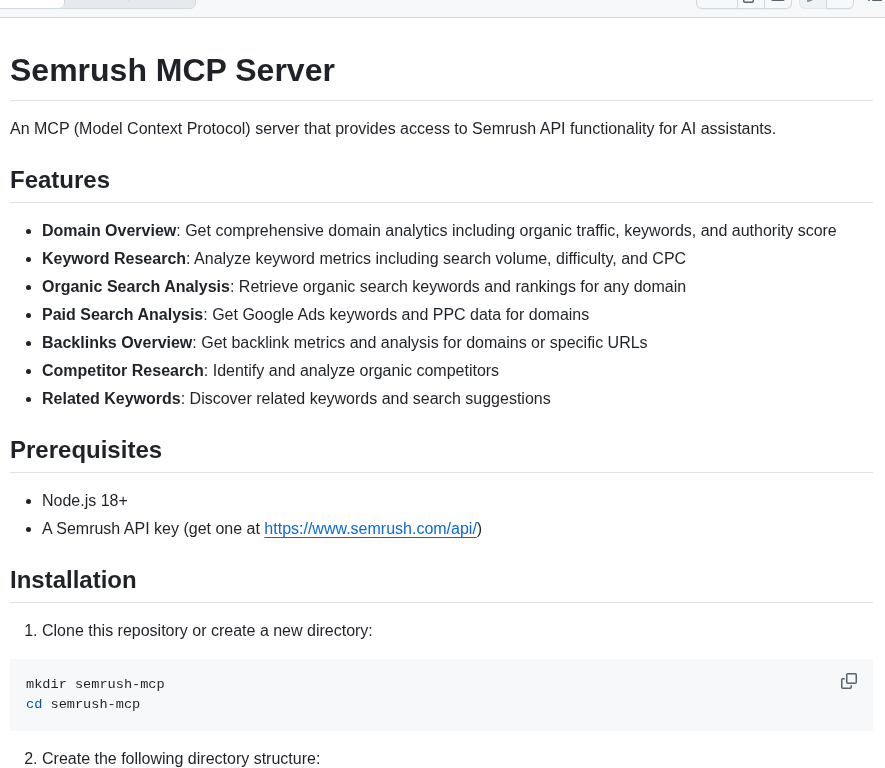 Semrush MCP Server
An MCP (Model Context Protocol) server that provides access to Semrush API functionality for AI assistants.
Features
Domain Overview: Get comprehensive domain analytics including organic traffic, keywords, and authority score
Keyword Research: Analyze keyword metrics including search volume, difficulty, and CPC
Organic Search Analysis: Retrieve organic search keywords and rankings for any domain
Paid Search Analysis: Get Google Ads keywords and PPC data for domains
Backlinks Overview: Get backlink metrics and analysis for domains or specific URLs
Competitor Research: Identify and analyze organic competitors
Related Keywords: Discover related keywords and search suggestions
Prerequisites
Node.js 18+
A Semrush API key (get one at https://www.semrush.com/api/)
Installation
1. Clone this repository or create a new directory:
mkdir semrush-mcp
cd semrush-mcp
2. Create the following directory structure: